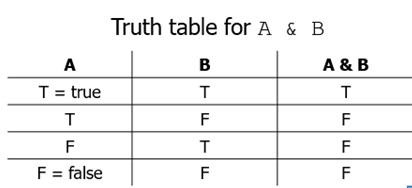 Truth table for A & B
A B A & B
T = true T T
T F F
F T F
F = false F F